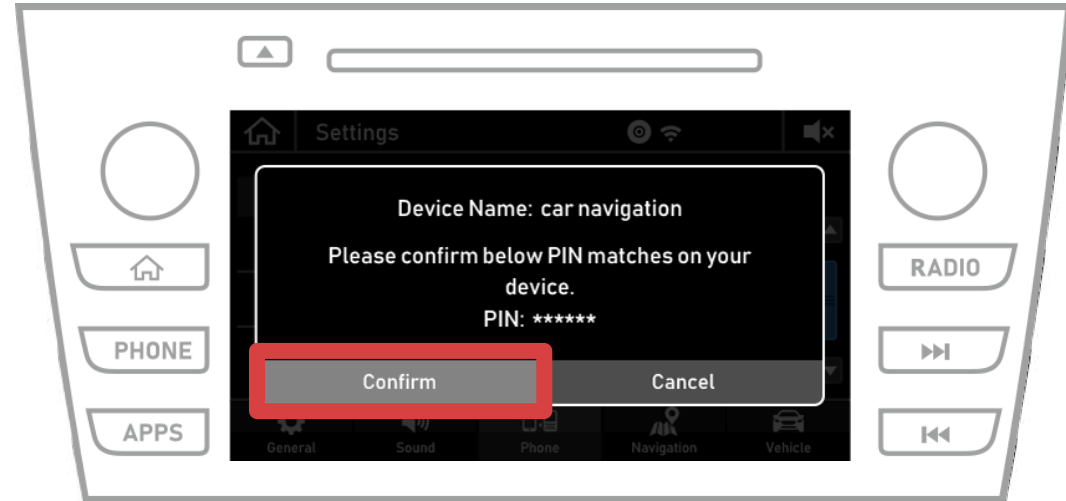 Settings
Device Name: car navigation
Please confirm below PIN matches on your
device.
PIN: ******
Confirm
Cancel
General
Sound
Phone
Navigation
Vehicle
PHONE
APPS
RADIO